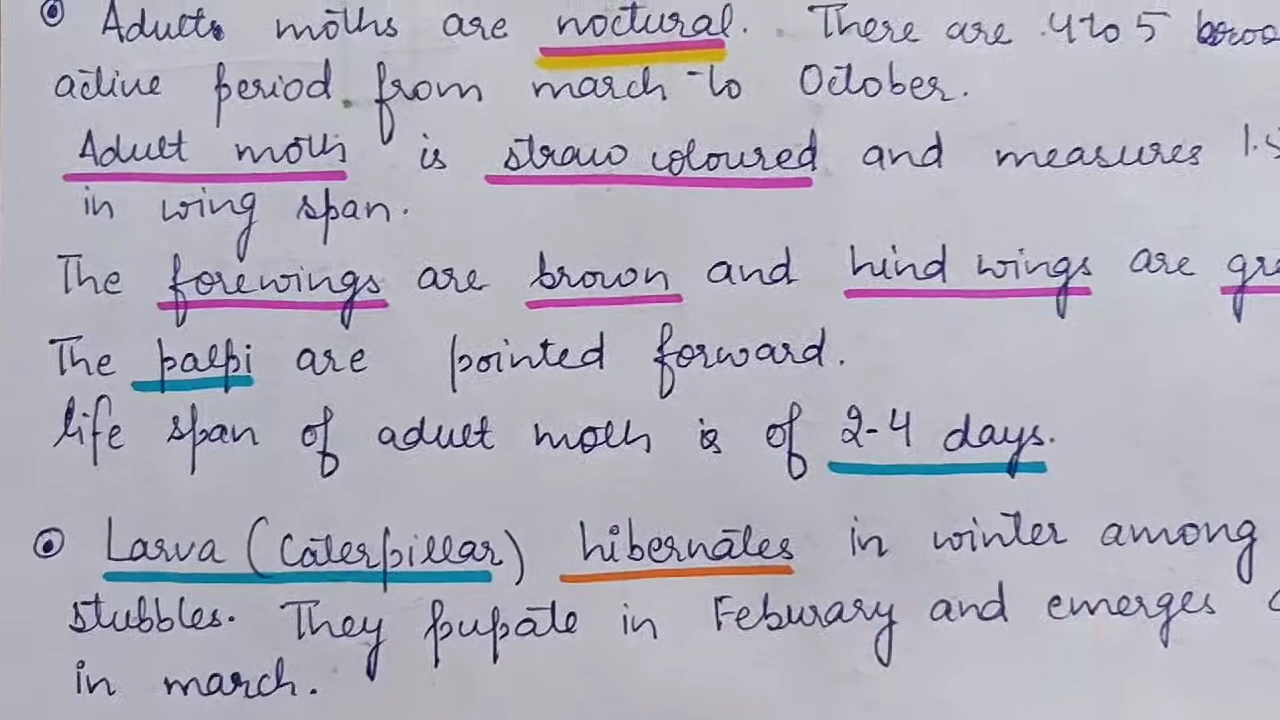 Adult moths are noctural. There are 4 to 5
active period from march to October.
Adult moth is straw coloured and measures 1.5
in wing span.
The forewings are brown and hind wings are
The palpi are pointed forward.
life span of adult moth is of 2-4 days.
Larva (Caterpillar) hibernates in winter among
stubbles. They pupate in Feburary and emerges
in march.